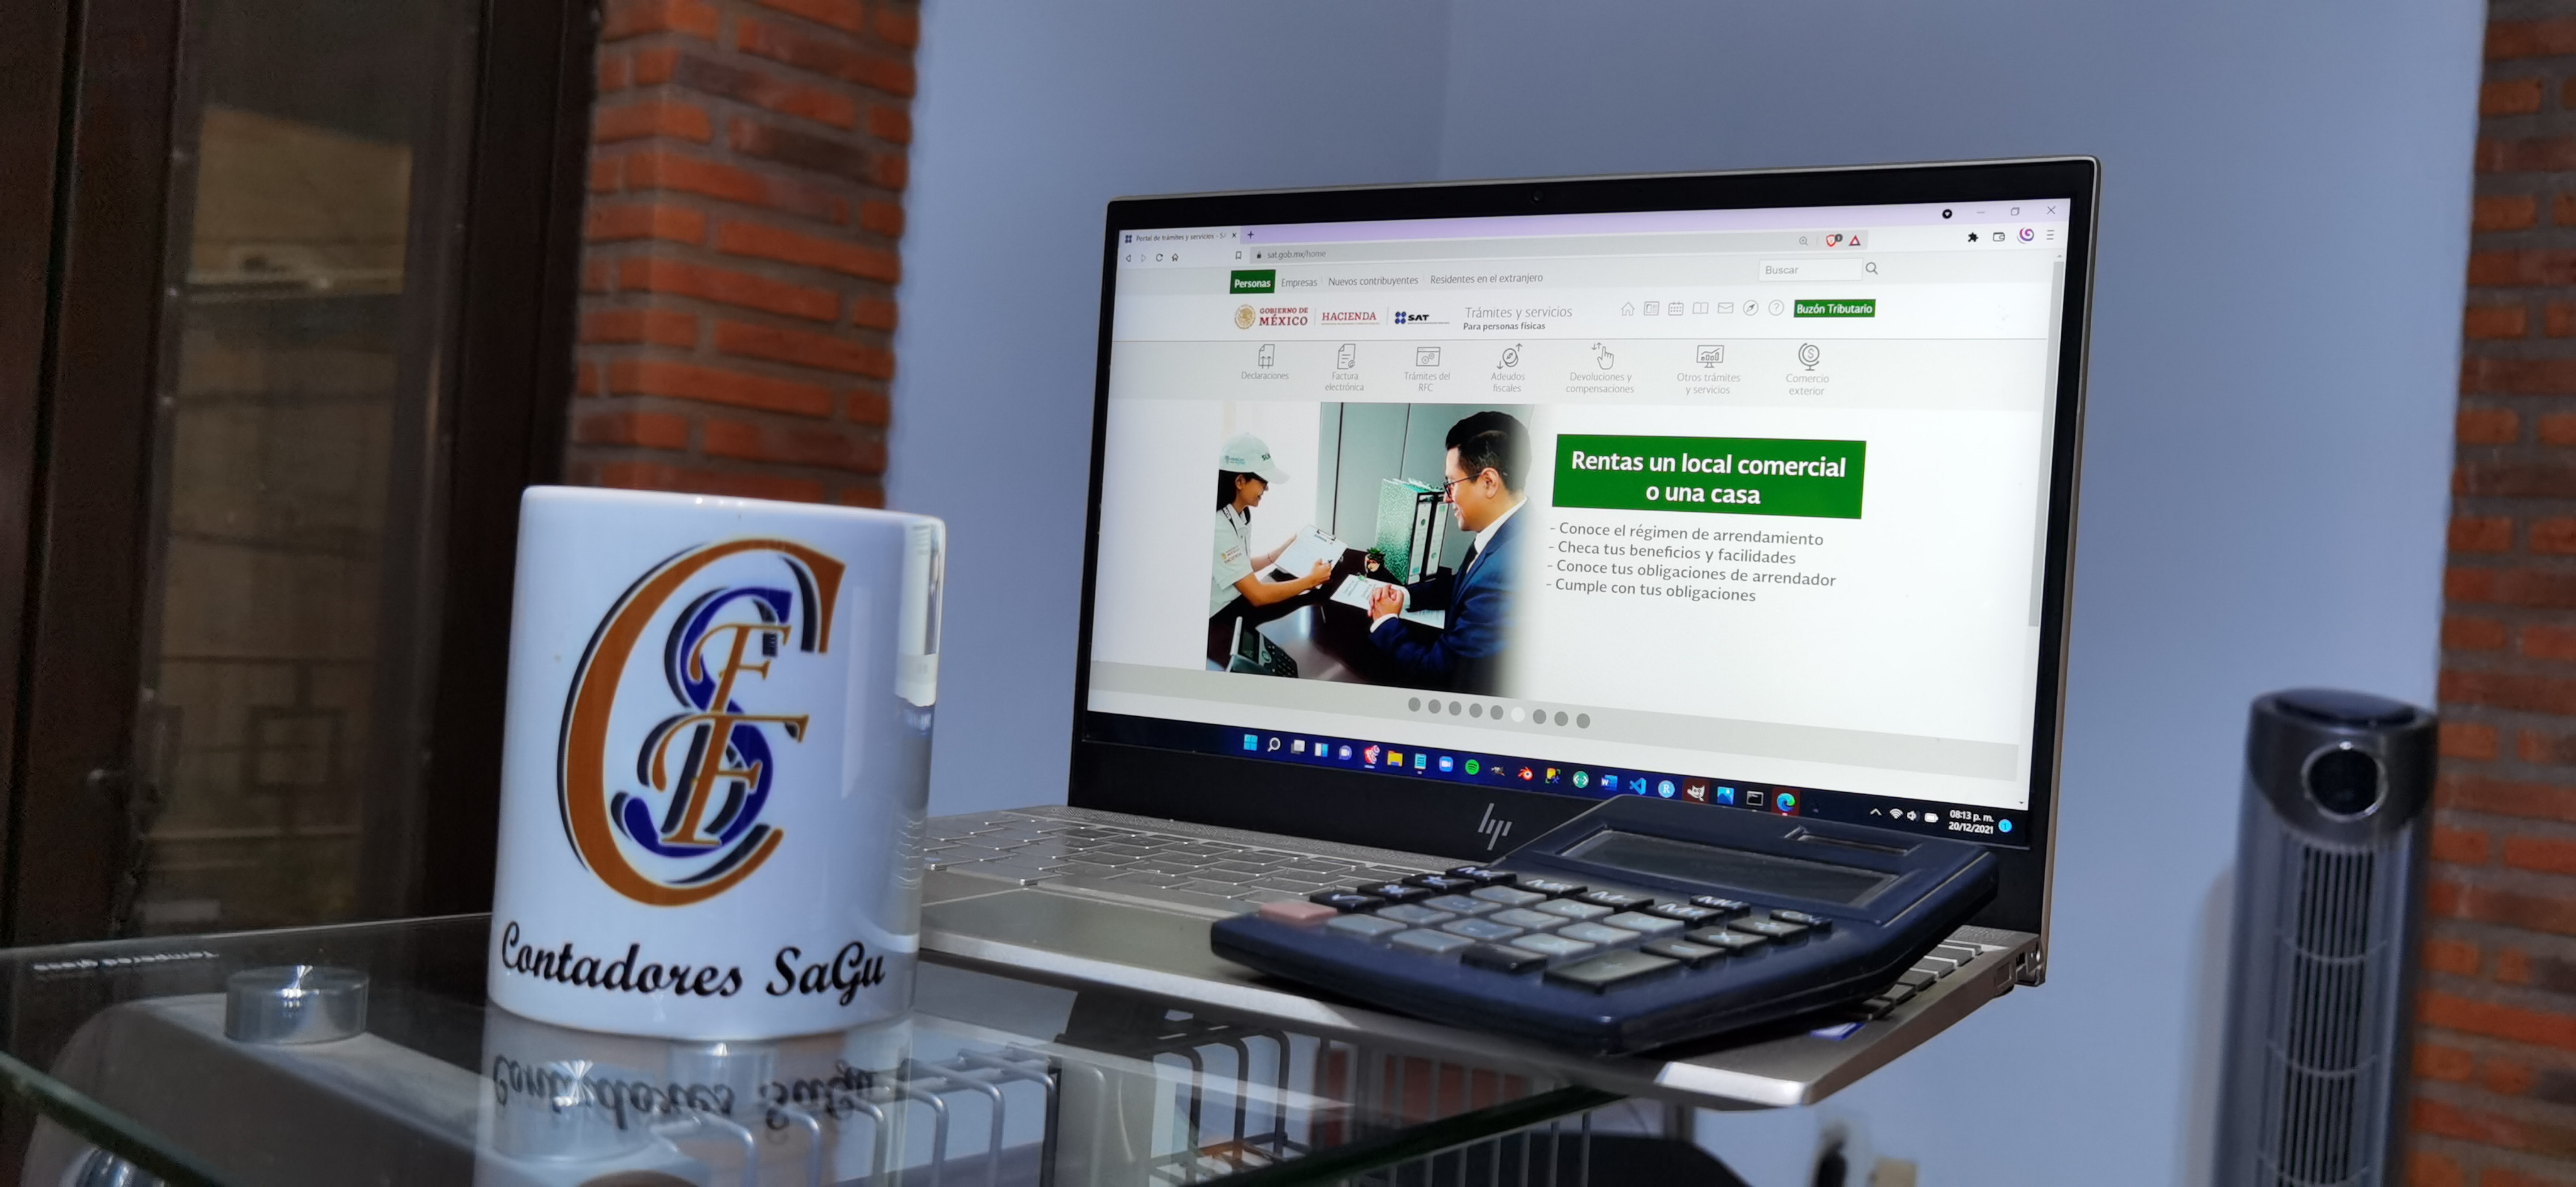 Portal de trámites y servicios - SA
sat.gob.mx/home
Personas
Empresas
Nuevos contribuyentes
Residentes en el extranjero
Buscar
GOBIERNO DE
MÉXICO
HACIENDA
SAT
Trámites y servicios
Para personas físicas
Buzón Tributario
Declaraciones
Factura
electrónica
Trámites del
RFC
Adeudos
fiscales
Devoluciones y
compensaciones
Otros trámites
y servicios
Comercio
exterior
Rentas un local comercial
o una casa
- Conoce el régimen de arrendamiento
- Checa tus beneficios y facilidades
- Conoce tus obligaciones de arrendador
- Cumple con tus obligaciones
08:13 p. m.
20/12/2021
hp
CSFF
Contadores SaGu